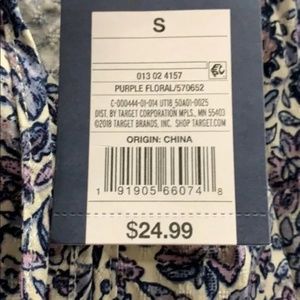 S
013 02 4157
PURPLE FLORAL/570652
C-000444-01-014 UT18_50A01-0025
DIST. BY TARGET CORPORATION MPLS., MN 55403
©2018 TARGET BRANDS, INC. SHOP TARGET.COM
ORIGIN: CHINA
1 91905 66074 8
$24.99